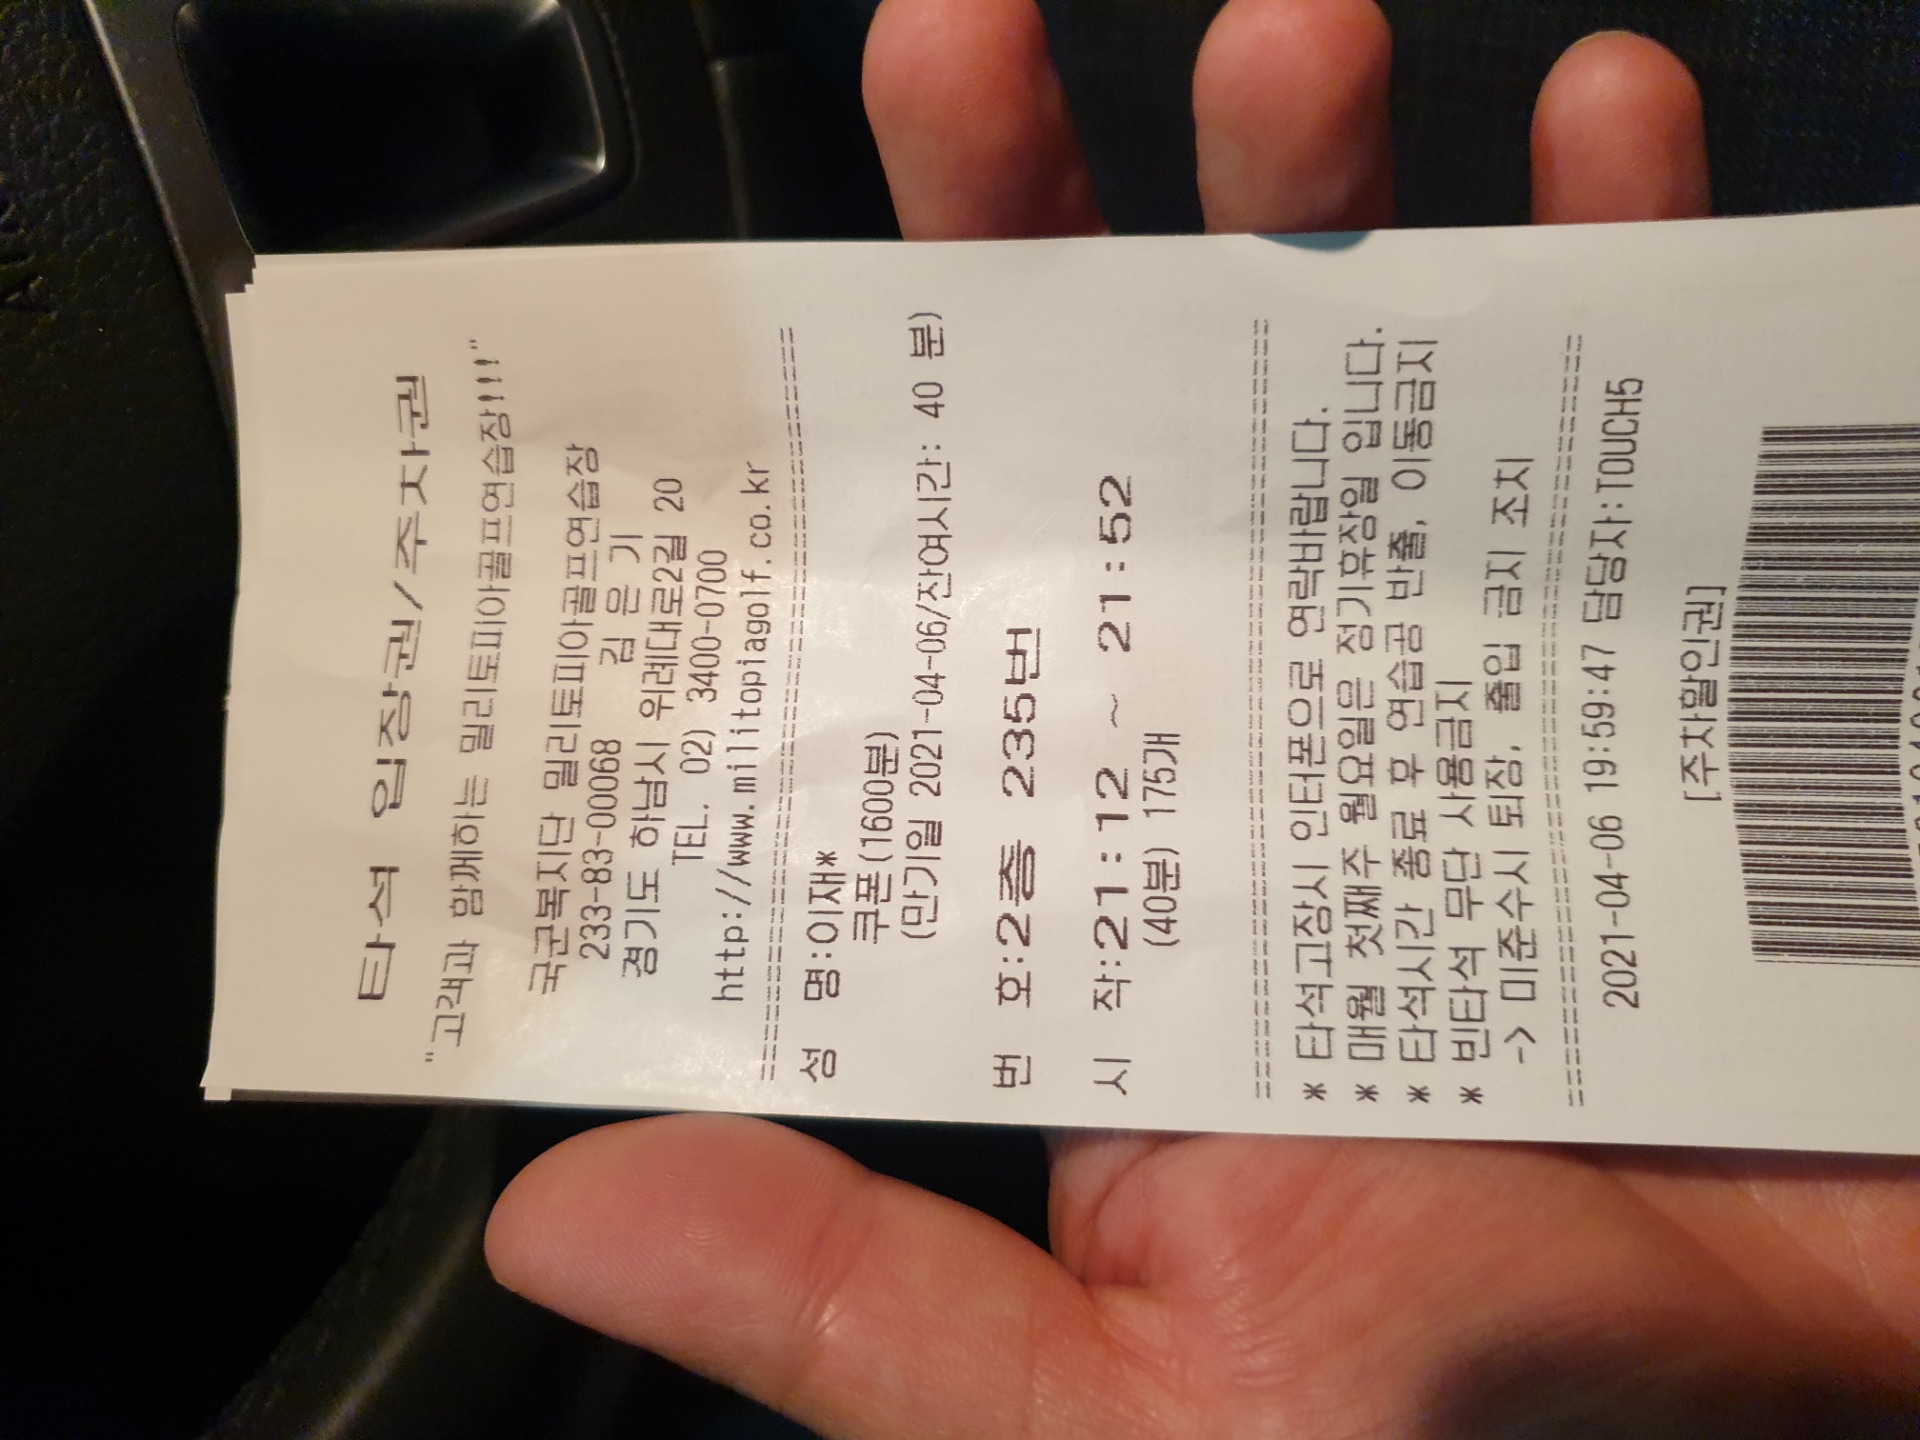 타석 입장권/주차권
"고객과 함께하는 밀리토피아골프연습장!!!"
국군복지단 밀리토피아골프연습장
233-83-00068 김 은 기
경기도 하남시 위례대로2길 20
TEL. 02) 3400-0700
http://www.militopiagolf.co.kr
성 명:이재*
쿠폰(1600분)
(만기일 2021-04-06/잔여시간: 40 분)
번 호:2층 235번
시 작:21:12 ~ 21:52
(40분) 175개
* 타석고장시 인터폰으로 연락바랍니다.
* 매월 첫째주 월요일은 정기휴장일 입니다.
* 타석시간 종료 후 연습공 반출, 이동금지
* 빈타석 무단 사용금지
-> 미준수시 퇴장, 출입 금지 조치
2021-04-06 19:59:47 담당자:TOUCH5
[주차할인권]